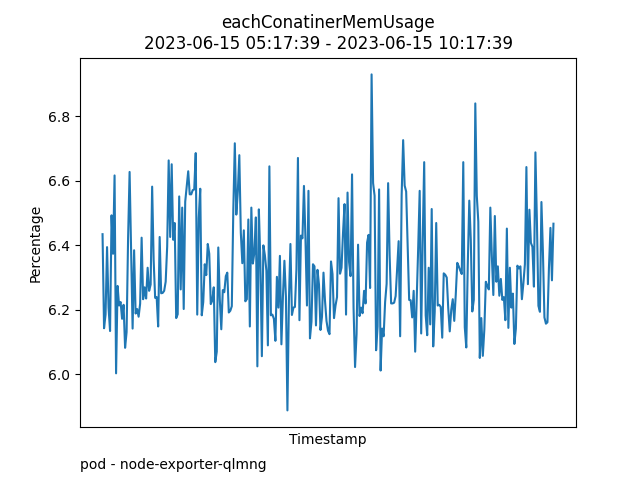 eachConatinerMemUsage
2023-06-15 05:17:39 - 2023-06-15 10:17:39
6.8
6.6
6.4
6.2
6.0
Percentage
Timestamp
pod - node-exporter-qlmng